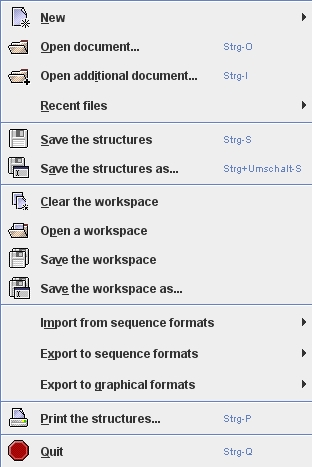 New
Open document... Strg-O
Open additional document... Strg-I
Recent files
Save the structures Strg-S
Save the structures as... Strg+Umschalt-S
Clear the workspace
Open a workspace
Save the workspace
Save the workspace as...
Import from sequence formats
Export to sequence formats
Export to graphical formats
Print the structures... Strg-P
Quit Strg-Q